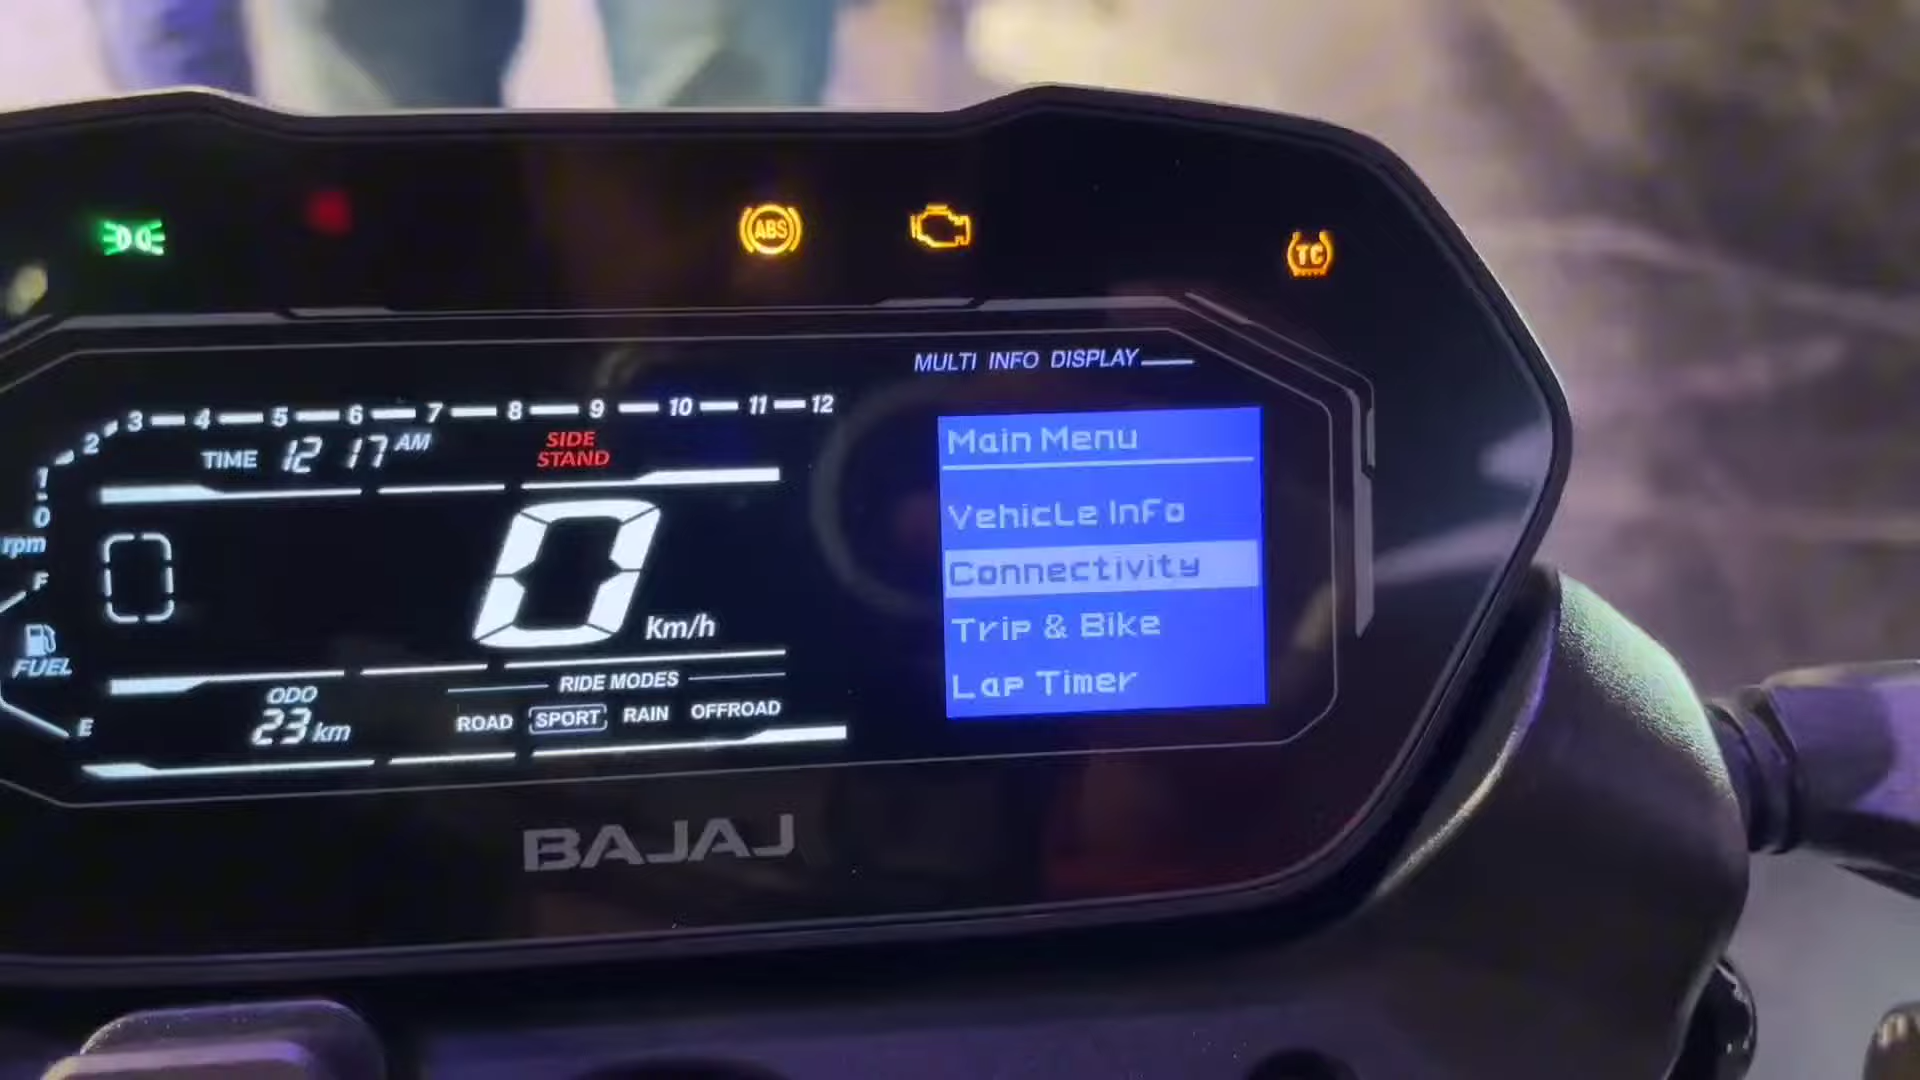 ABS
TC
MULTI INFO DISPLAY
1 2 3 4 5 6 7 8 9 10 11 12
0
rpm
TIME 12 17 AM
SIDE
STAND
Main Menu
Vehicle Info
Connectivity
Trip & Bike
Lap Timer
0 Km/h
F
FUEL
E
ODO
23 km
RIDE MODES
ROAD SPORT RAIN OFFROAD
BAJAJ